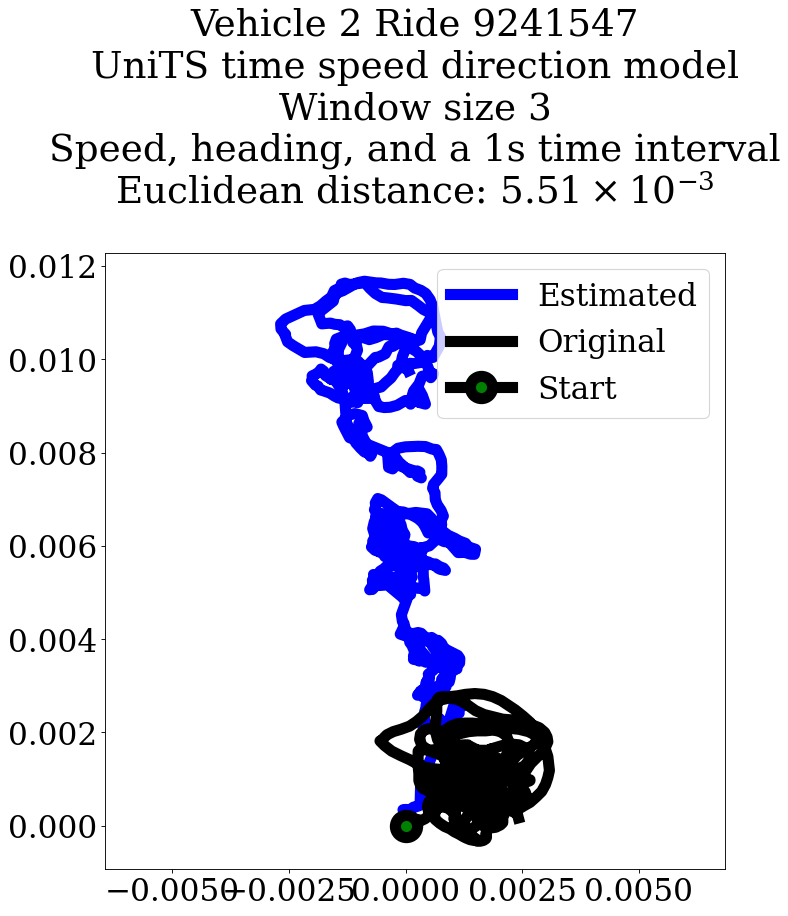 Vehicle 2 Ride 9241547
UniTS time speed direction model
Window size 3
Speed, heading, and a 1s time interval
Euclidean distance: 5.51 × 10⁻³
0.012
0.010
0.008
0.006
0.004
0.002
0.000
Estimated
Original
Start
−0.0050 −0.0025 0.0000 0.0025 0.0050